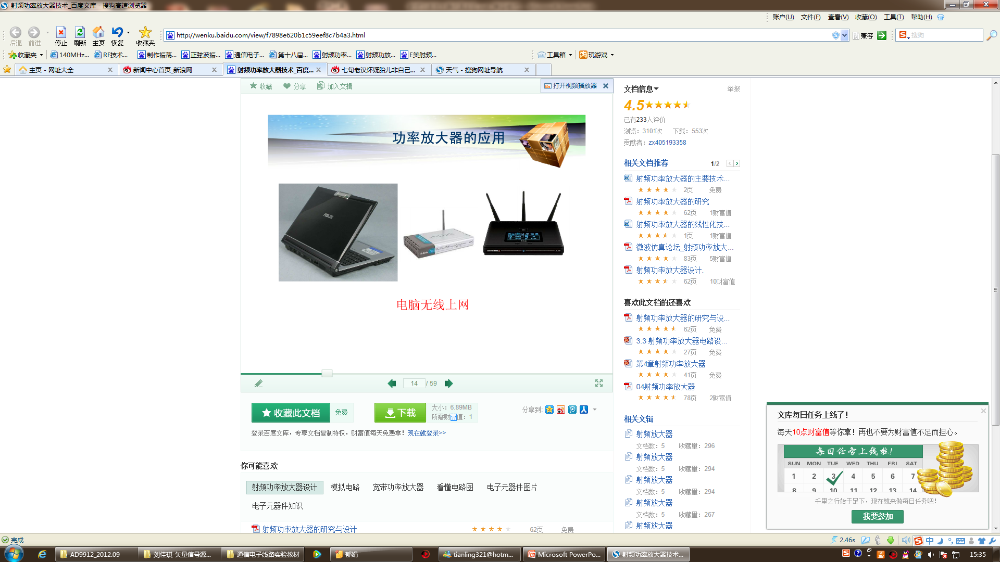 射频功率放大器技术_百度文库 - 搜狗高速浏览器
账户(U) 文件(F) 查看(V) 收藏(O) 工具(T) 帮助(H)
后退 前进 停止 刷新 主页 恢复 收藏夹
http://wenku.baidu.com/view/f7898e620b1c59eef8c7b4a3.html
兼容
搜狗
收藏夹 140MHz... RF技术... 制作振荡... 正弦波振... 通信电子... 第十八届... 射频功率... 射频功放... E类射频... 工具箱 玩游戏
主页 - 网址大全 新闻中心首页_新浪网 射频功率放大器技术_百度... 七旬老汉怀疑胎儿非自己... 天气 - 搜狗网址导航
收藏 分享 加入文辑
打开视频播放器
功率放大器的应用
ASUS
D-Link
电脑无线上网
14 / 59
收藏此文档 免费
下载
大小：6.89MB
所需财富值：1
分享到:
登录百度文库，专享文档复制特权，财富值每天免费拿！现在就登录>>
你可能喜欢
射频功率放大器设计 模拟电路 宽带功率放大器 看懂电路图 电子元器件图片
电子元器件知识
射频功率放大器的研究与设计 62页 免费
文档信息 举报
4.5
已有233人评价
浏览：3101次 下载：553次
贡献者：zx405193358
相关文档推荐 1/2
射频功率放大器的主要技术...
2页 免费
射频功率放大器的研究
62页 1财富值
射频功率放大器的线性化技...
1页 1财富值
微波仿真论坛_射频功率放大...
83页 5财富值
射频功率放大器设计.
62页 10财富值
喜欢此文档的还喜欢
射频功率放大器的研究与设...
62页 免费
3.3 射频功率放大器电路设...
27页 免费
第4章射频功率放大器
41页 免费
04射频功率放大器
78页 2财富值
相关文辑
射频放大器
文档数：5 收藏量：296
射频放大器
文档数：5 收藏量：294
射频放大器
文档数：5 收藏量：294
射频放大器
文档数：5 收藏量：267
射频放大器
文库每日任务上线了！
每天10点财富值等你拿！再也不要为财富值不足而担心。
每日任务上线啦！
SUN MON TUE WED THU FRI SAT
1 2 3 4 5 6 7
8 9 10 11 12 13 14
千里之行始于足下，现在就来做每日任务吧！
我要参加
完成
2.46s
中
AD9912_2012.09 刘佳琪-矢量信号源... 通信电子线路实验教材 郁娟 tianling321@hotm... Microsoft PowerPo... 射频功率放大器技术...
15:35